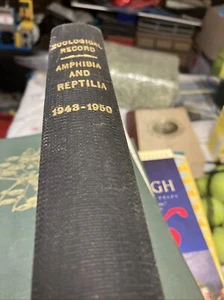 ZOOLOGICAL
RECORD
AMPHIBIA
AND
REPTILIA
1943-1950
GH